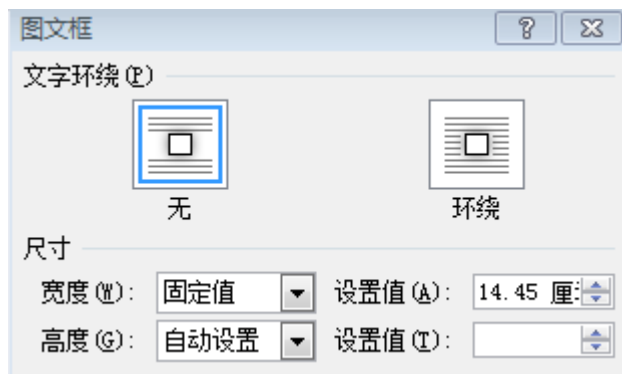 图文框
文字环绕(P)
无 环绕
尺寸
宽度(W): 固定值 设置值(A): 14.45 厘
高度(G): 自动设置 设置值(T):